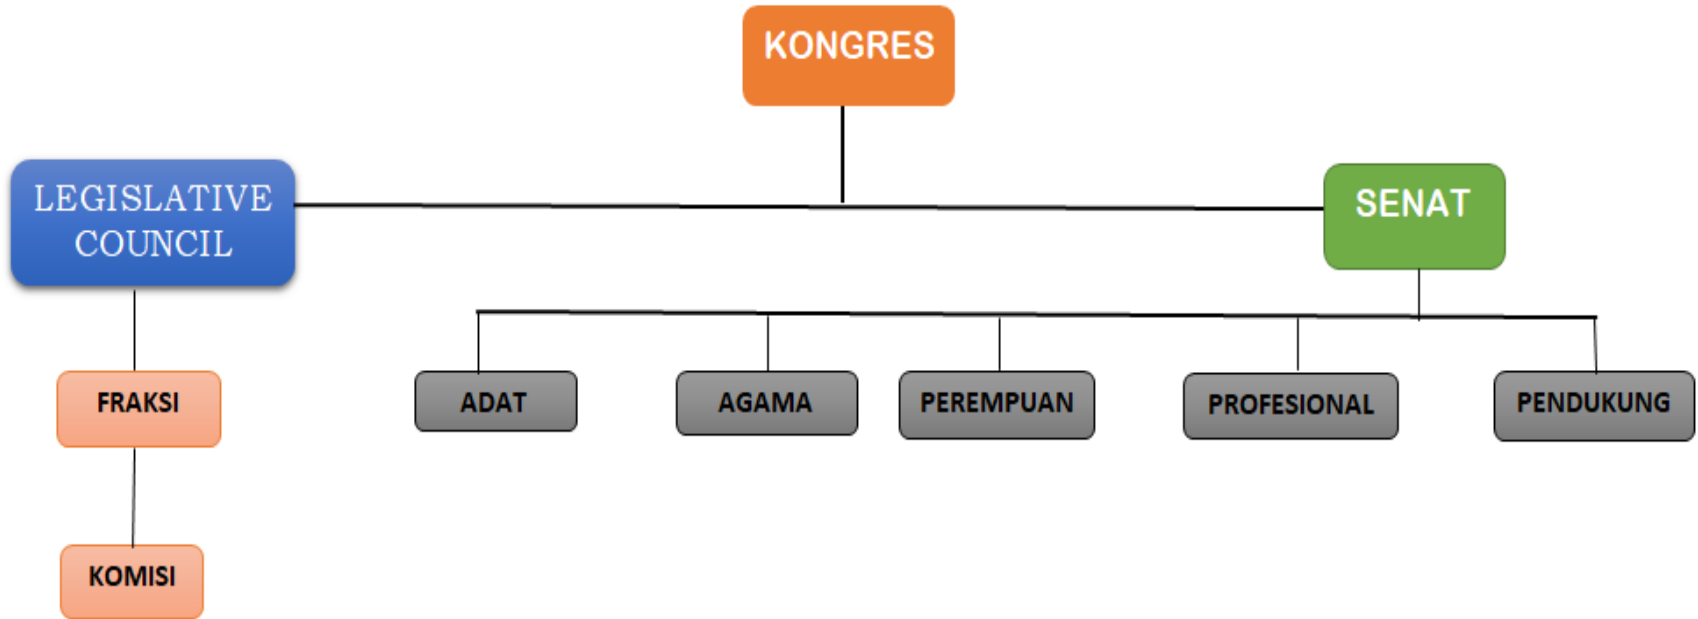 KONGRES
LEGISLATIVE
COUNCIL
SENAT
FRAKSI
ADAT
AGAMA
PEREMPUAN
PROFESIONAL
PENDUKUNG
KOMISI